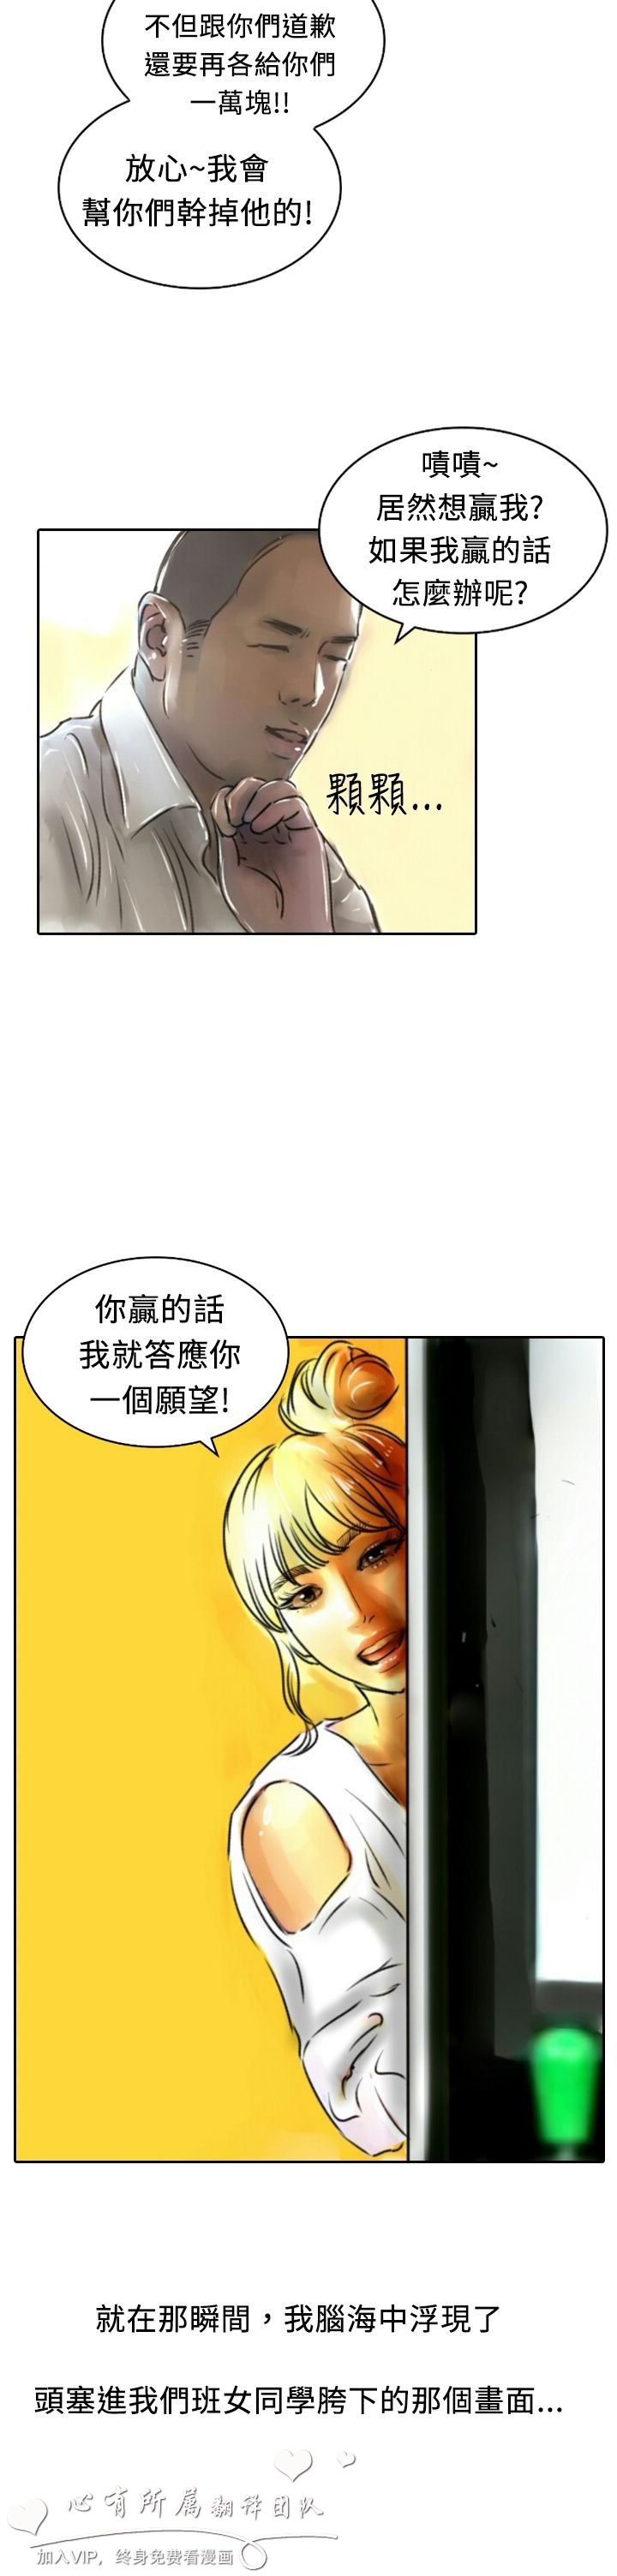 不但跟你們道歉
還要再各給你們
一萬塊!!
放心~我會
幫你們幹掉他的!
嘖嘖~
居然想贏我?
如果我贏的話
怎麼辦呢?
顆顆...
你贏的話
我就答應你
一個願望!
就在那瞬間，我腦海中浮現了
頭塞進我們班女同學胯下的那個畫面...
心有所属翻译团队
加入VIP，终身免费看漫画